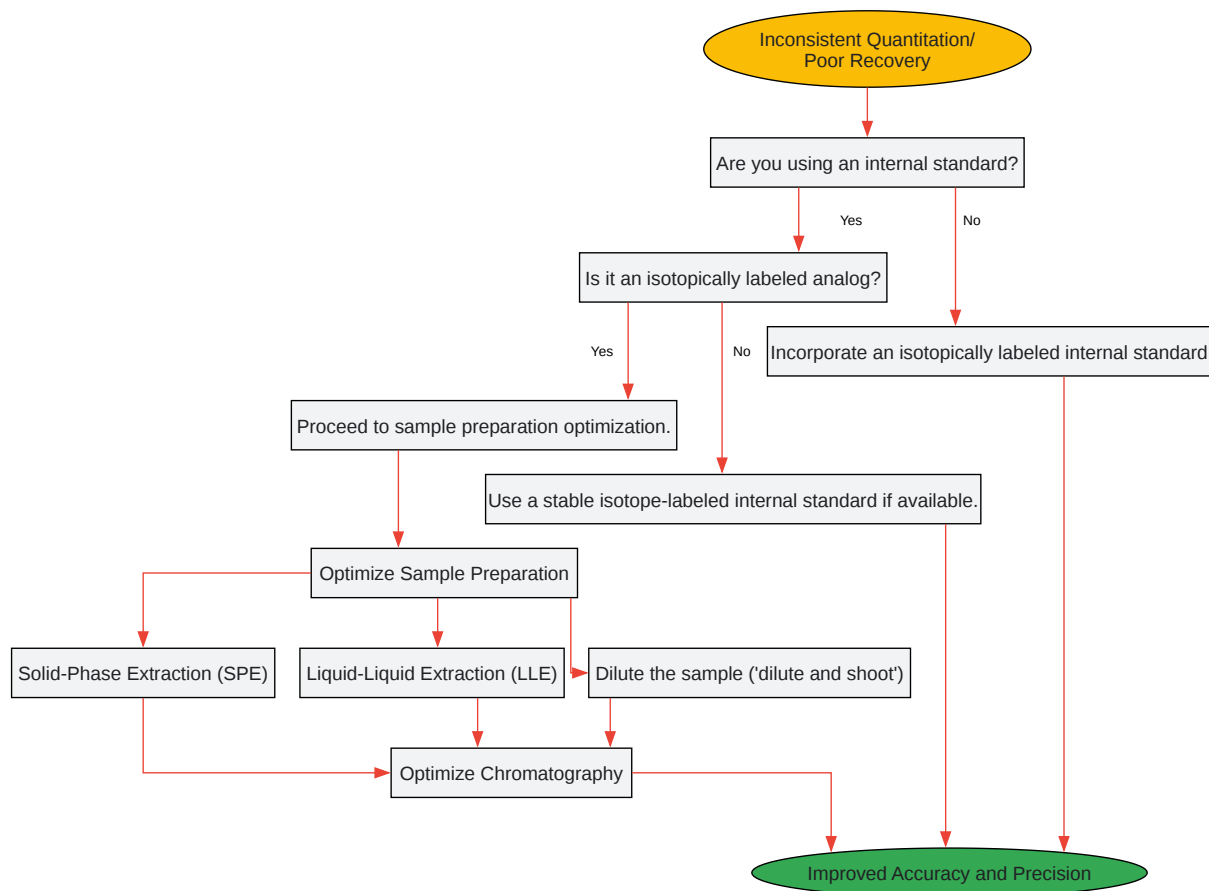 Inconsistent Quantitation/
Poor Recovery
Are you using an internal standard?
Yes
No
Is it an isotopically labeled analog?
Incorporate an isotopically labeled internal standard
Yes
No
Proceed to sample preparation optimization.
Use a stable isotope-labeled internal standard if available.
Optimize Sample Preparation
Solid-Phase Extraction (SPE)
Liquid-Liquid Extraction (LLE)
Dilute the sample ('dilute and shoot')
Optimize Chromatography
Improved Accuracy and Precision